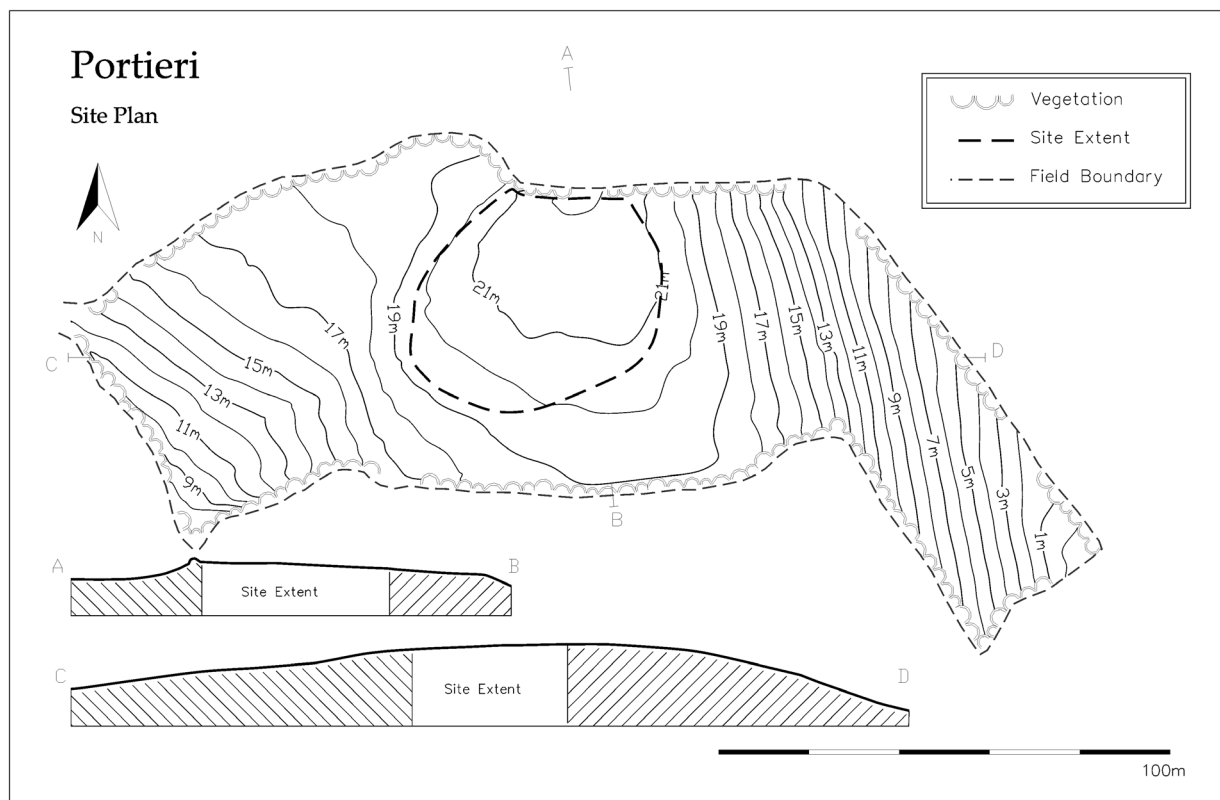 Portieri
Site Plan
N
A
Vegetation
Site Extent
Field Boundary
21m
21m
19m
19m
17m
17m
15m
15m
13m
13m
11m
11m
9m
9m
7m
5m
3m
1m
C
D
B
A
Site Extent
B
C
Site Extent
D
100m